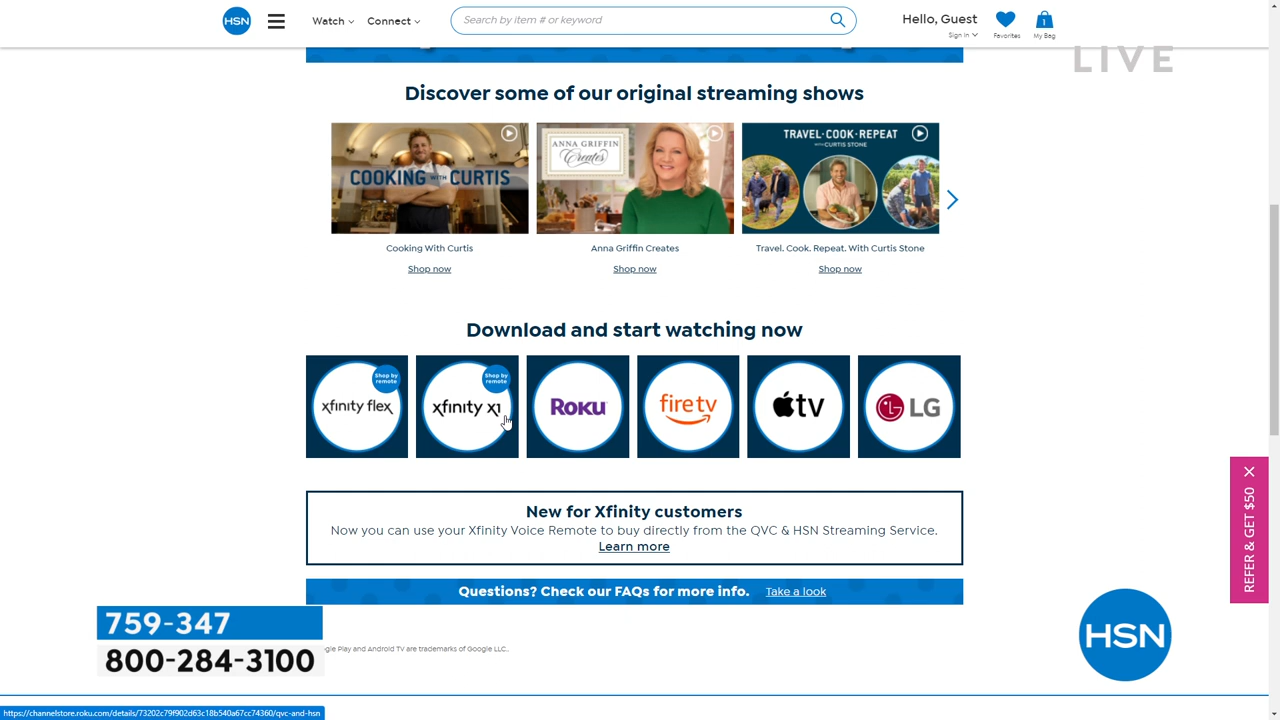 HSN
Watch
Connect
Search by item # or keyword
Hello, Guest
Sign In
Favorites
1
My Bag
LIVE
Discover some of our original streaming shows
COOKING WITH CURTIS
ANNA GRIFFIN
Creates
TRAVEL·COOK·REPEAT
WITH CURTIS STONE
Cooking With Curtis
Anna Griffin Creates
Travel. Cook. Repeat. With Curtis Stone
Shop now
Shop now
Shop now
Download and start watching now
Shop by
remote
xfinity flex
Shop by
remote
xfinity x1
Roku
fire tv
tv
LG
New for Xfinity customers
Now you can use your Xfinity Voice Remote to buy directly from the QVC & HSN Streaming Service.
Learn more
REFER & GET $50
Questions? Check our FAQs for more info.
Take a look
759-347
800-284-3100
Play and Android TV are trademarks of Google LLC.
HSN
https://channelstore.roku.com/details/73202c79f902d63c18b540a67cc74360/qvc-and-hsn